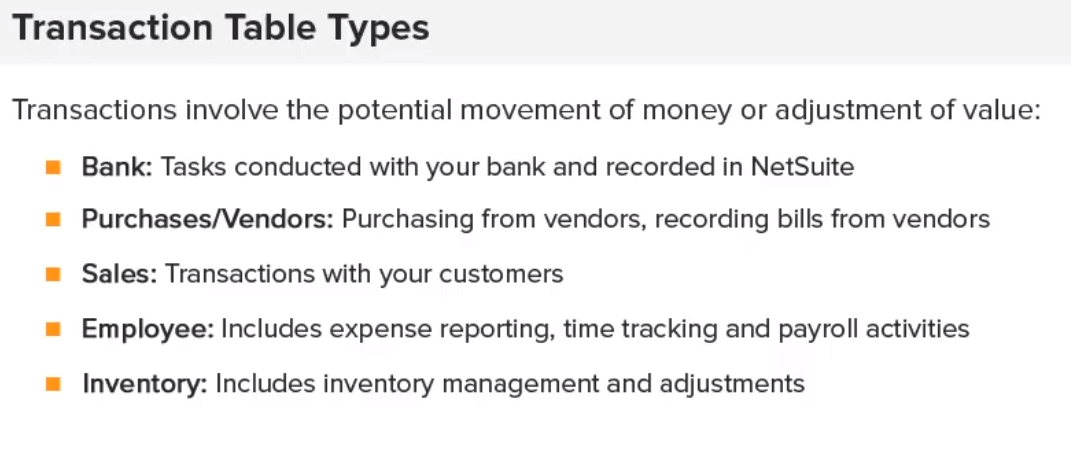 Transaction Table Types
Transactions involve the potential movement of money or adjustment of value:
Bank: Tasks conducted with your bank and recorded in NetSuite
Purchases/Vendors: Purchasing from vendors, recording bills from vendors
Sales: Transactions with your customers
Employee: Includes expense reporting, time tracking and payroll activities
Inventory: Includes inventory management and adjustments